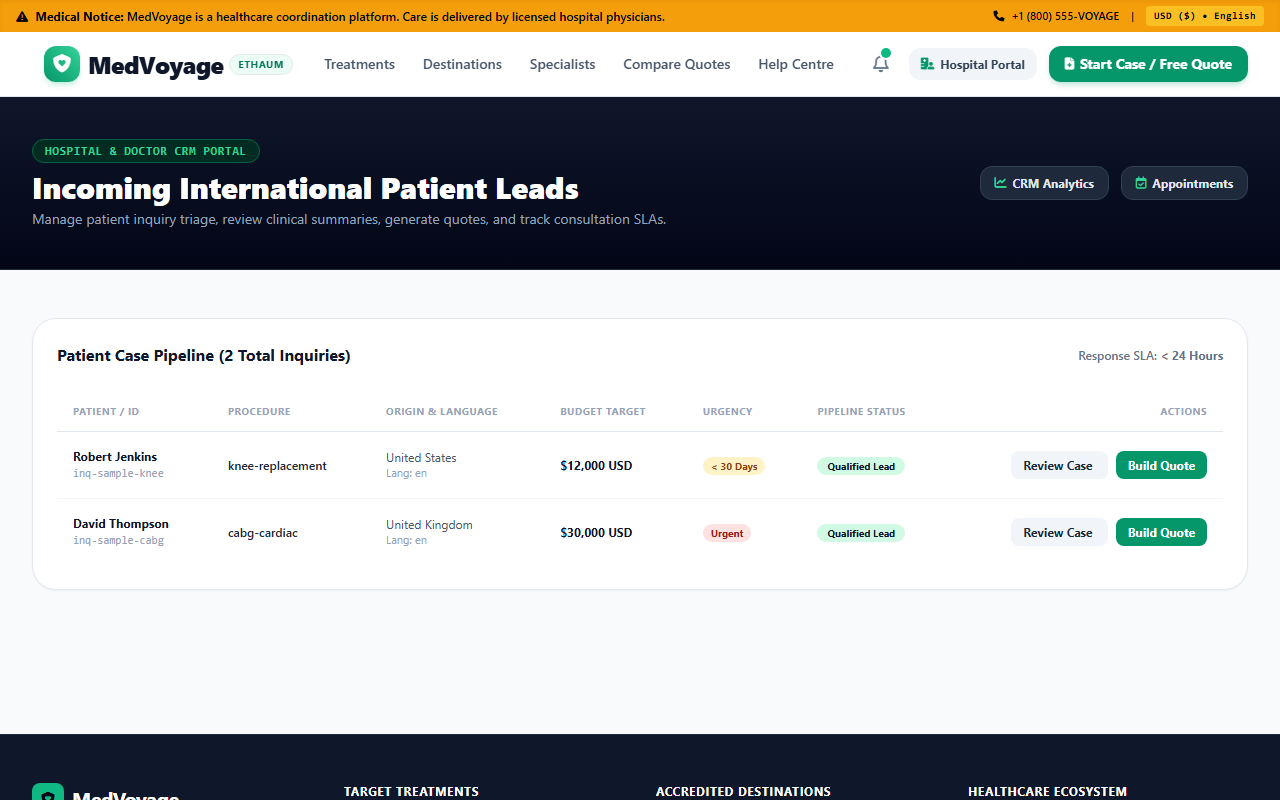 Medical Notice: MedVoyage is a healthcare coordination platform. Care is delivered by licensed hospital physicians.
+1 (800) 555-VOYAGE | USD ($) • English
MedVoyage ETHAUM Treatments Destinations Specialists Compare Quotes Help Centre Hospital Portal Start Case / Free Quote
HOSPITAL & DOCTOR CRM PORTAL
Incoming International Patient Leads
Manage patient inquiry triage, review clinical summaries, generate quotes, and track consultation SLAs.
CRM Analytics Appointments
Patient Case Pipeline (2 Total Inquiries) Response SLA: < 24 Hours
PATIENT / ID PROCEDURE ORIGIN & LANGUAGE BUDGET TARGET URGENCY PIPELINE STATUS ACTIONS
Robert Jenkins
inq-sample-knee
knee-replacement
United States
Lang: en
$12,000 USD < 30 Days Qualified Lead Review Case Build Quote
David Thompson
inq-sample-cabg
cabg-cardiac
United Kingdom
Lang: en
$30,000 USD Urgent Qualified Lead Review Case Build Quote
MedVoyage TARGET TREATMENTS ACCREDITED DESTINATIONS HEALTHCARE ECOSYSTEM